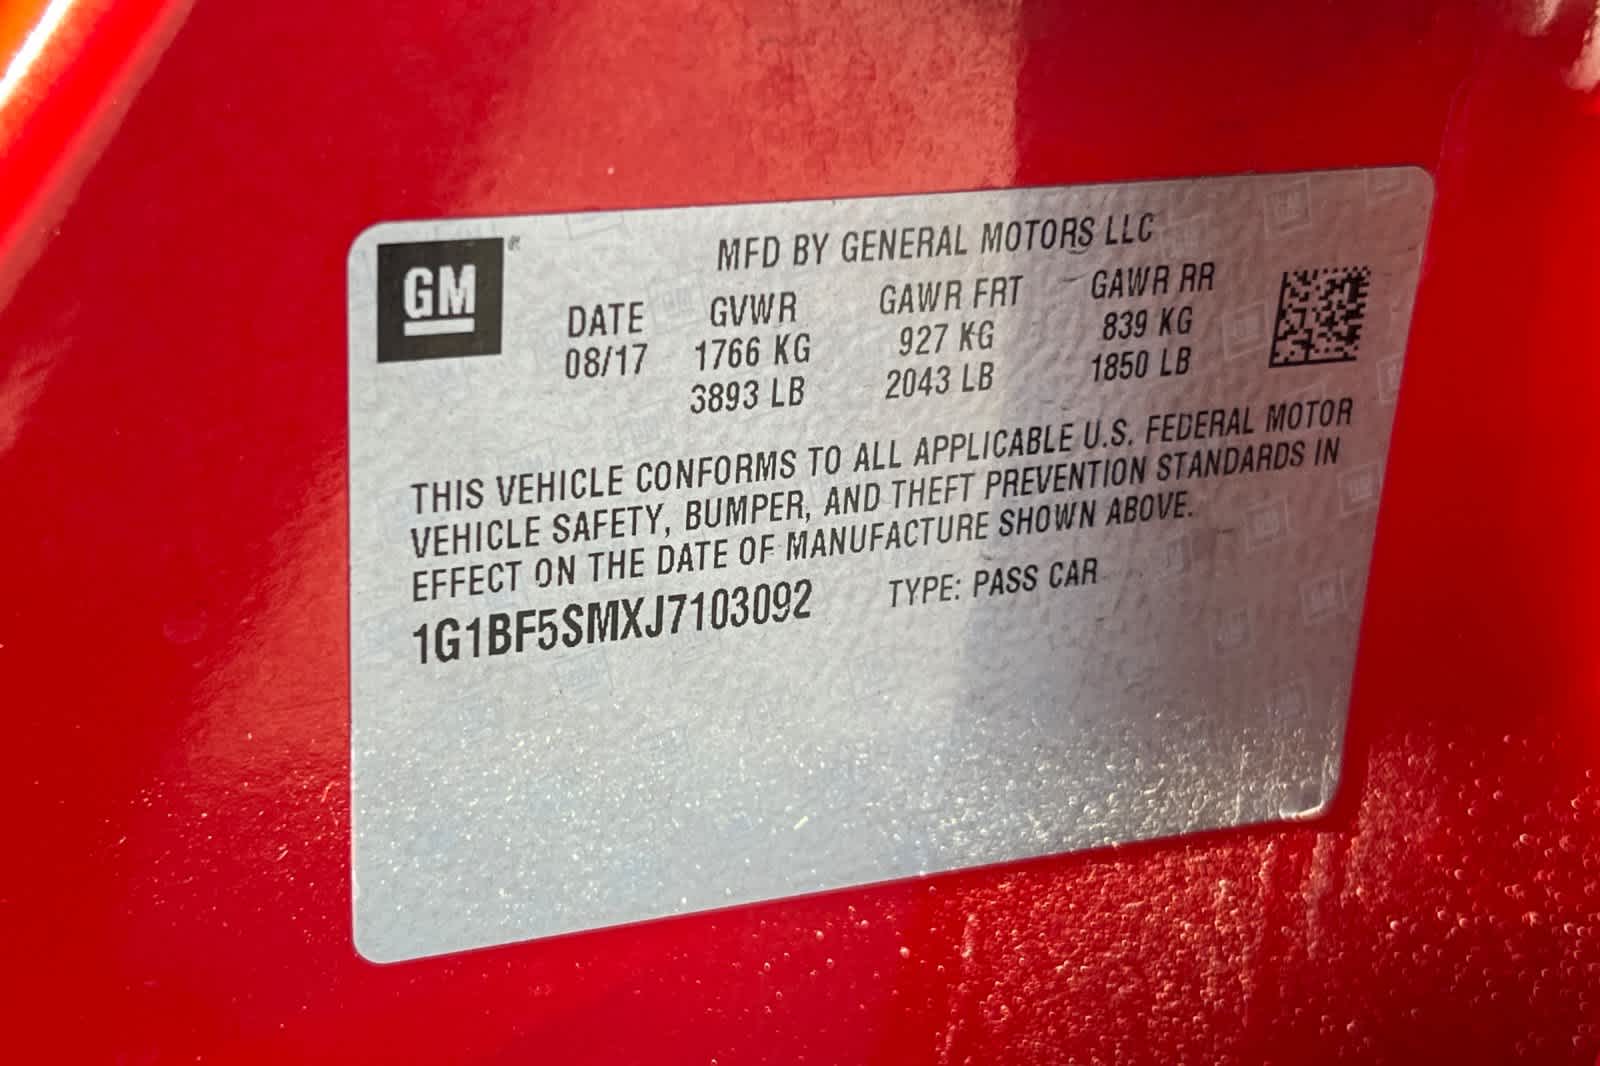 GM
MFD BY GENERAL MOTORS LLC
DATE GVWR GAWR FRT GAWR RR
08/17 1766 KG 927 KG 839 KG
3893 LB 2043 LB 1850 LB
THIS VEHICLE CONFORMS TO ALL APPLICABLE U.S. FEDERAL MOTOR
VEHICLE SAFETY, BUMPER, AND THEFT PREVENTION STANDARDS IN
EFFECT ON THE DATE OF MANUFACTURE SHOWN ABOVE.
1G1BF5SMXJ7103092 TYPE: PASS CAR